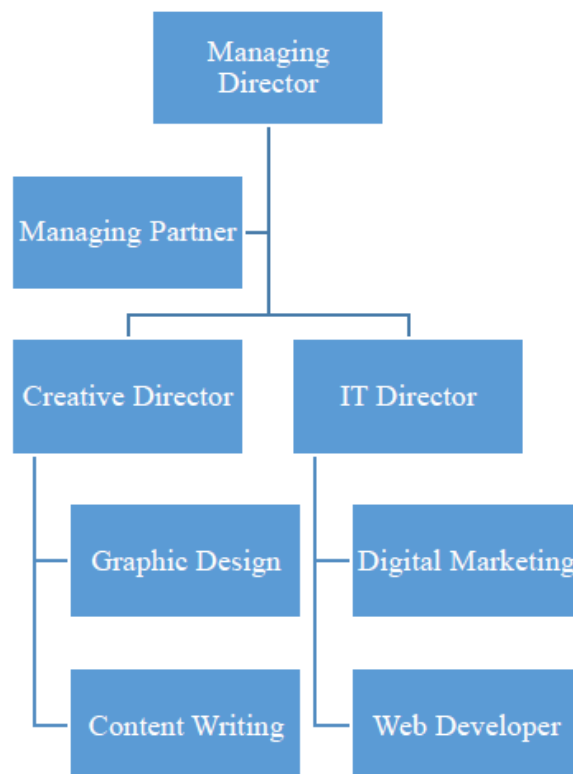 Managing
Director
Managing Partner
Creative Director
IT Director
Graphic Design
Digital Marketing
Content Writing
Web Developer